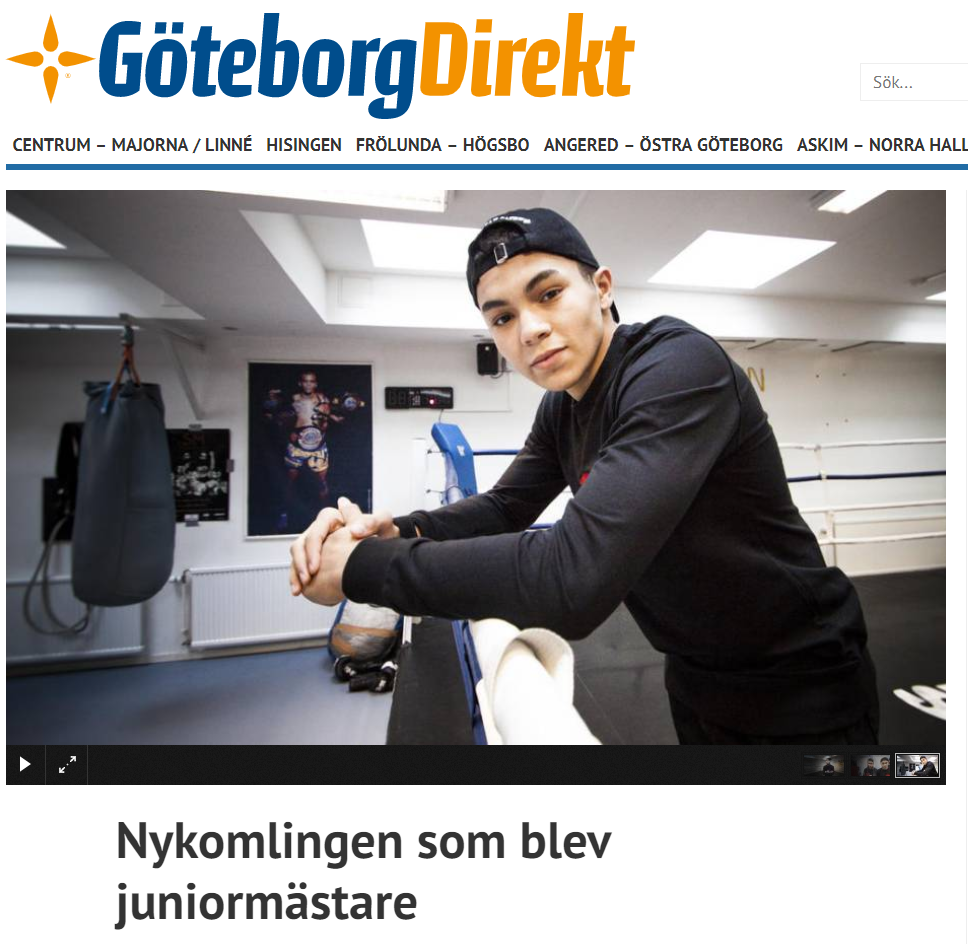 GöteborgDirekt
Sök...
CENTRUM – MAJORNA / LINNÉ HISINGEN FRÖLUNDA – HÖGSBO ANGERED – ÖSTRA GÖTEBORG ASKIM – NORRA HALL
Nykomlingen som blev
juniormästare